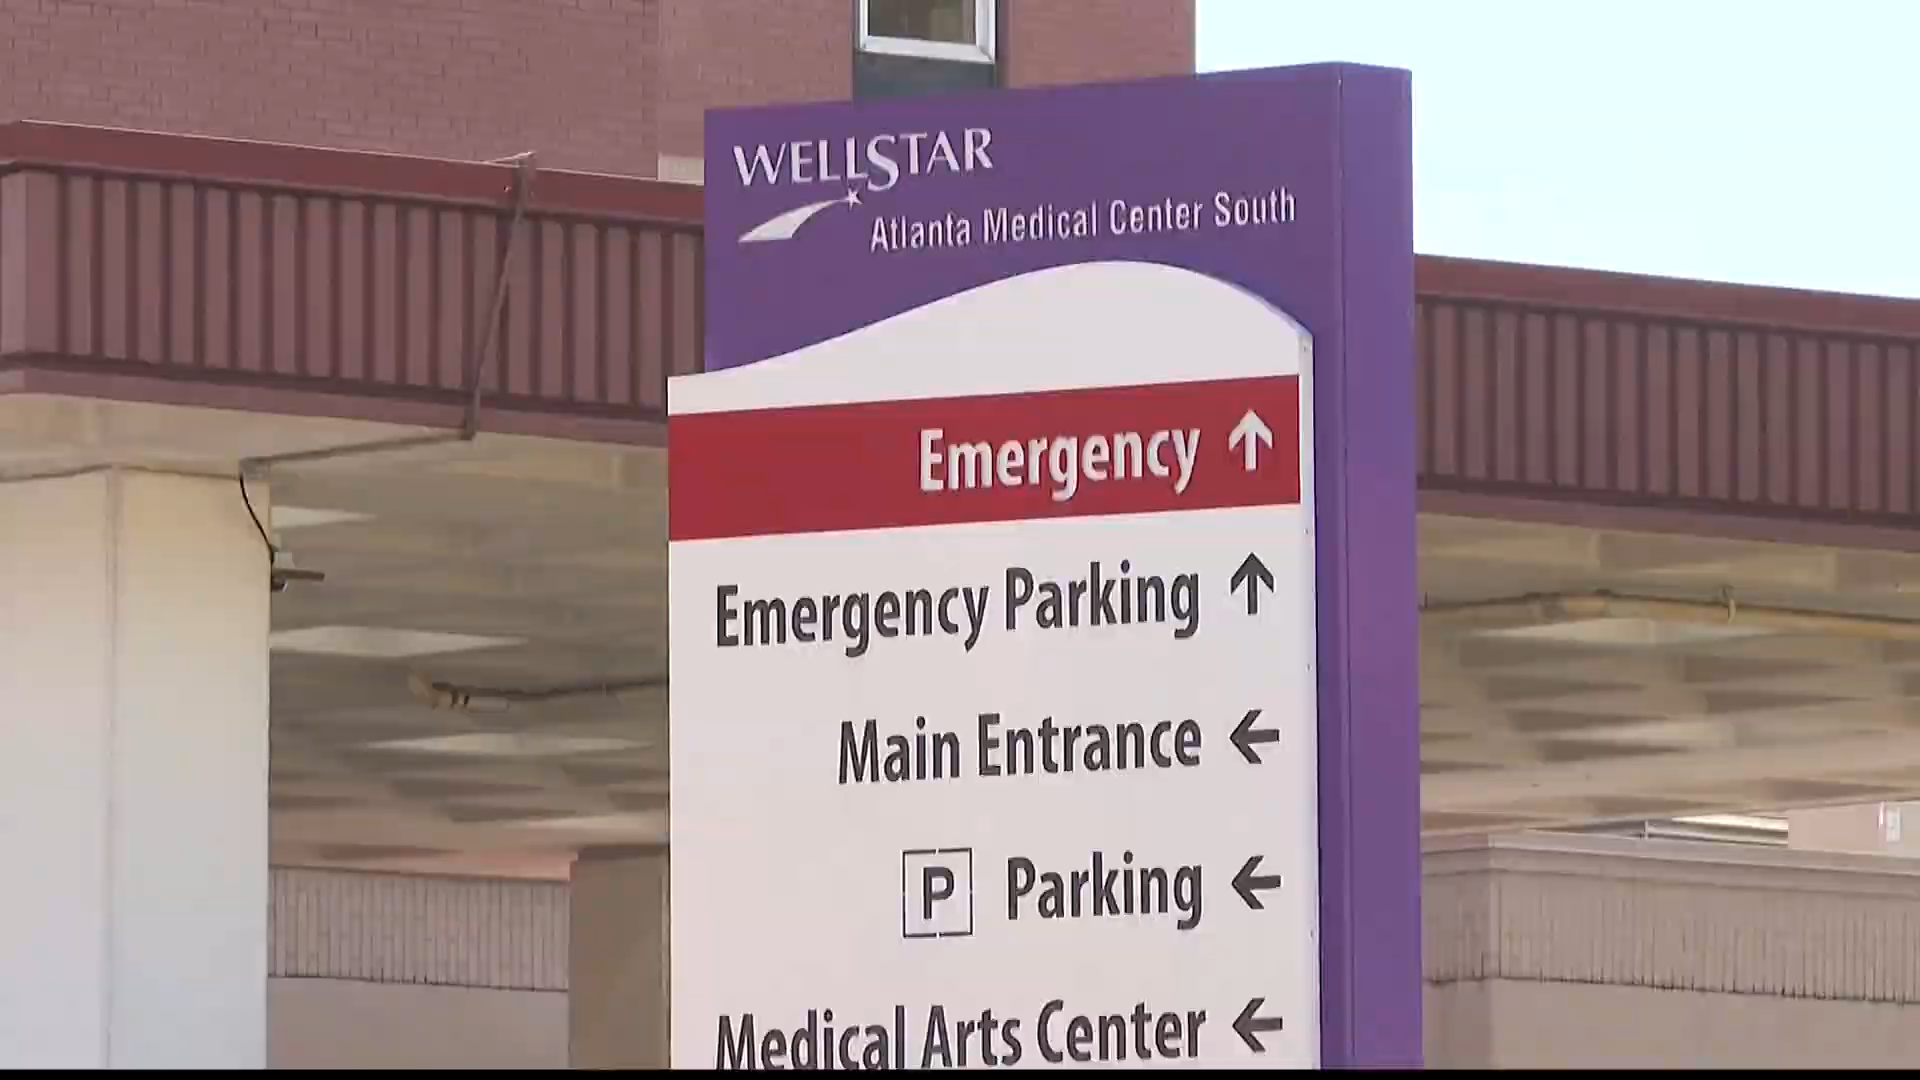 WELLSTAR
Atlanta Medical Center South
Emergency ↑
Emergency Parking ↑
Main Entrance ←
P Parking ←
Medical Arts Center ←